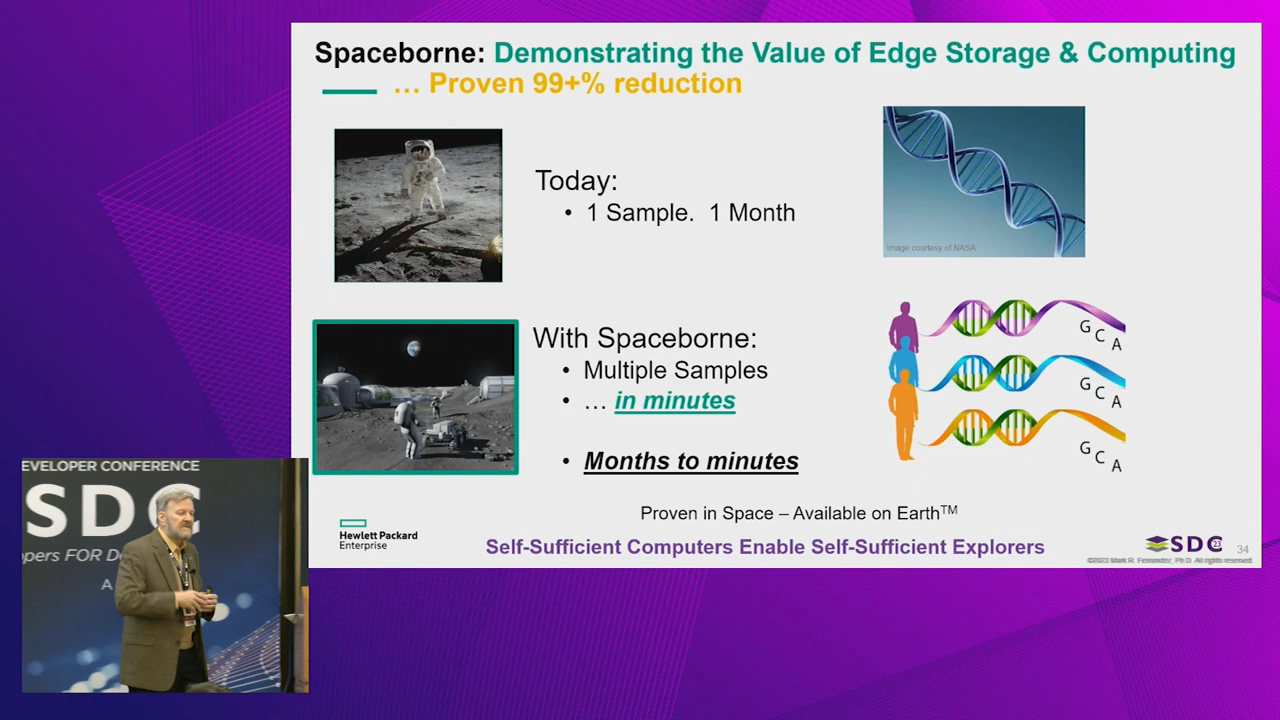 Spaceborne: Demonstrating the Value of Edge Storage & Computing
… Proven 99+% reduction
Today:
• 1 Sample. 1 Month
Image courtesy of NASA
With Spaceborne:
• Multiple Samples
• … in minutes
• Months to minutes
G C A
G C A
G C A
Proven in Space – Available on Earth™
Hewlett Packard
Enterprise
Self-Sufficient Computers Enable Self-Sufficient Explorers
SDC 23
34
©2023 Mark R. Fernandez, Ph.D. All rights reserved.
EVELOPER CONFERENCE
SDC
opers FOR De
A